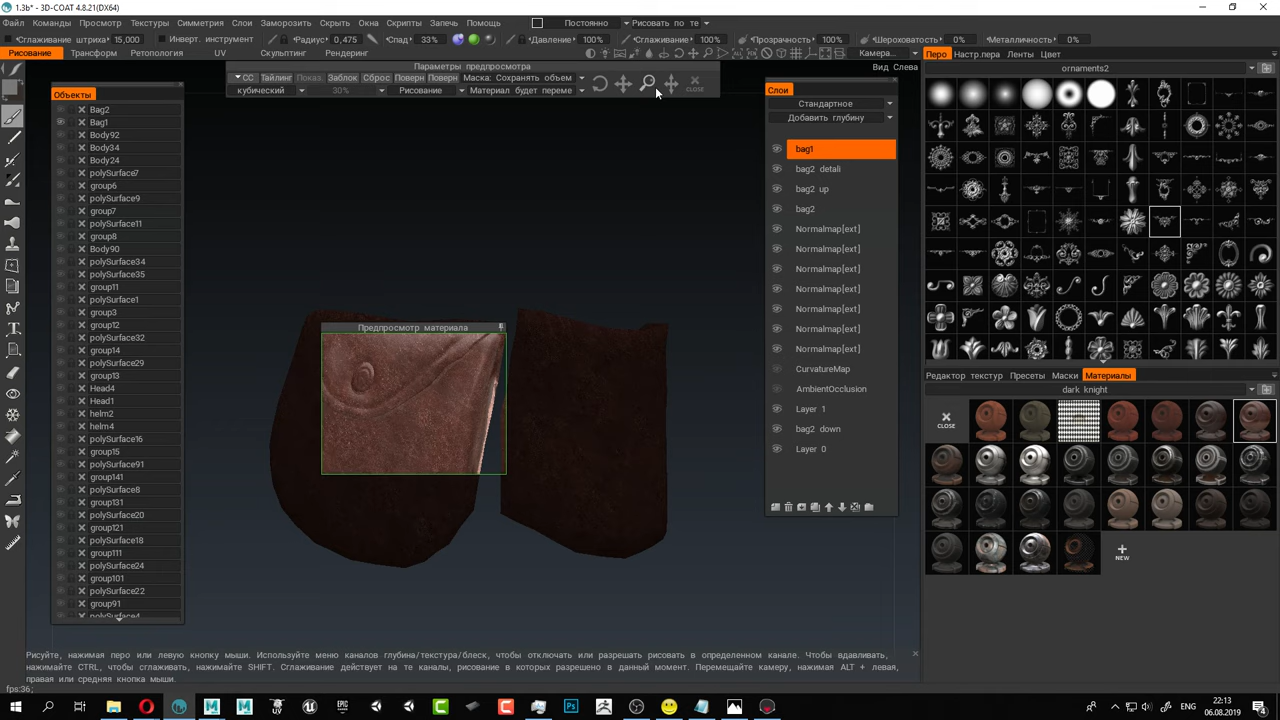 1.3b* - 3D-COAT 4.8.21(DX64)
Файл Команды Просмотр Текстуры Симметрия Слои Заморозить Скрыть Окна Скрипты Запечь Помощь Постоянно Рисовать по те
Сглаживание штриха 15,000 Инверт. инструмент Радиус: 0,475 Спад: 33% Давление: 100% Сглаживание: 100% Прозрачность: 100% Шероховатость: 0% Металличность: 0%
Рисование Трансформ Ретопология UV Скульптинг Рендеринг Камера...
Перо Настр.пера Ленты Цвет
Параметры предпросмотра
Вид Слева
ornaments2
СС Тайлинг Показ. Заблок Сброс Поверн Поверн Маска: Сохранять объем
кубический 30% Рисование Материал будет переме CLOSE
Объекты
Bag2
Bag1
Body92
Body34
Body24
polySurface7
group6
polySurface9
group7
polySurface11
group8
Body90
polySurface34
polySurface35
group11
polySurface1
group3
group12
polySurface32
group14
polySurface29
group13
Head4
Head1
helm2
helm4
polySurface16
group15
polySurface91
group141
polySurface8
group131
polySurface20
group121
polySurface18
group111
polySurface24
group101
polySurface22
group91
polySurface4
Предпросмотр материала
Слои
Стандартное
Добавить глубину
bag1
bag2 detali
bag2 up
bag2
Normalmap[ext]
Normalmap[ext]
Normalmap[ext]
Normalmap[ext]
Normalmap[ext]
Normalmap[ext]
Normalmap[ext]
CurvatureMap
AmbientOcclusion
Layer 1
bag2 down
Layer 0
Редактор текстур Пресеты Маски Материалы
dark knight
CLOSE
NEW
Рисуйте, нажимая перо или левую кнопку мыши. Используйте меню каналов глубина/текстура/блеск, чтобы отключить или разрешать рисовать в определенном канале. Чтобы вдавливать,
нажимайте CTRL, чтобы сглаживать, нажимайте SHIFT. Сглаживание действует на те каналы, рисование в которых разрешено в данный момент. Перемещайте камеру, нажимая ALT + левая,
правая или средняя кнопка мыши.
fps:36;
22:13
ENG
06.08.2019